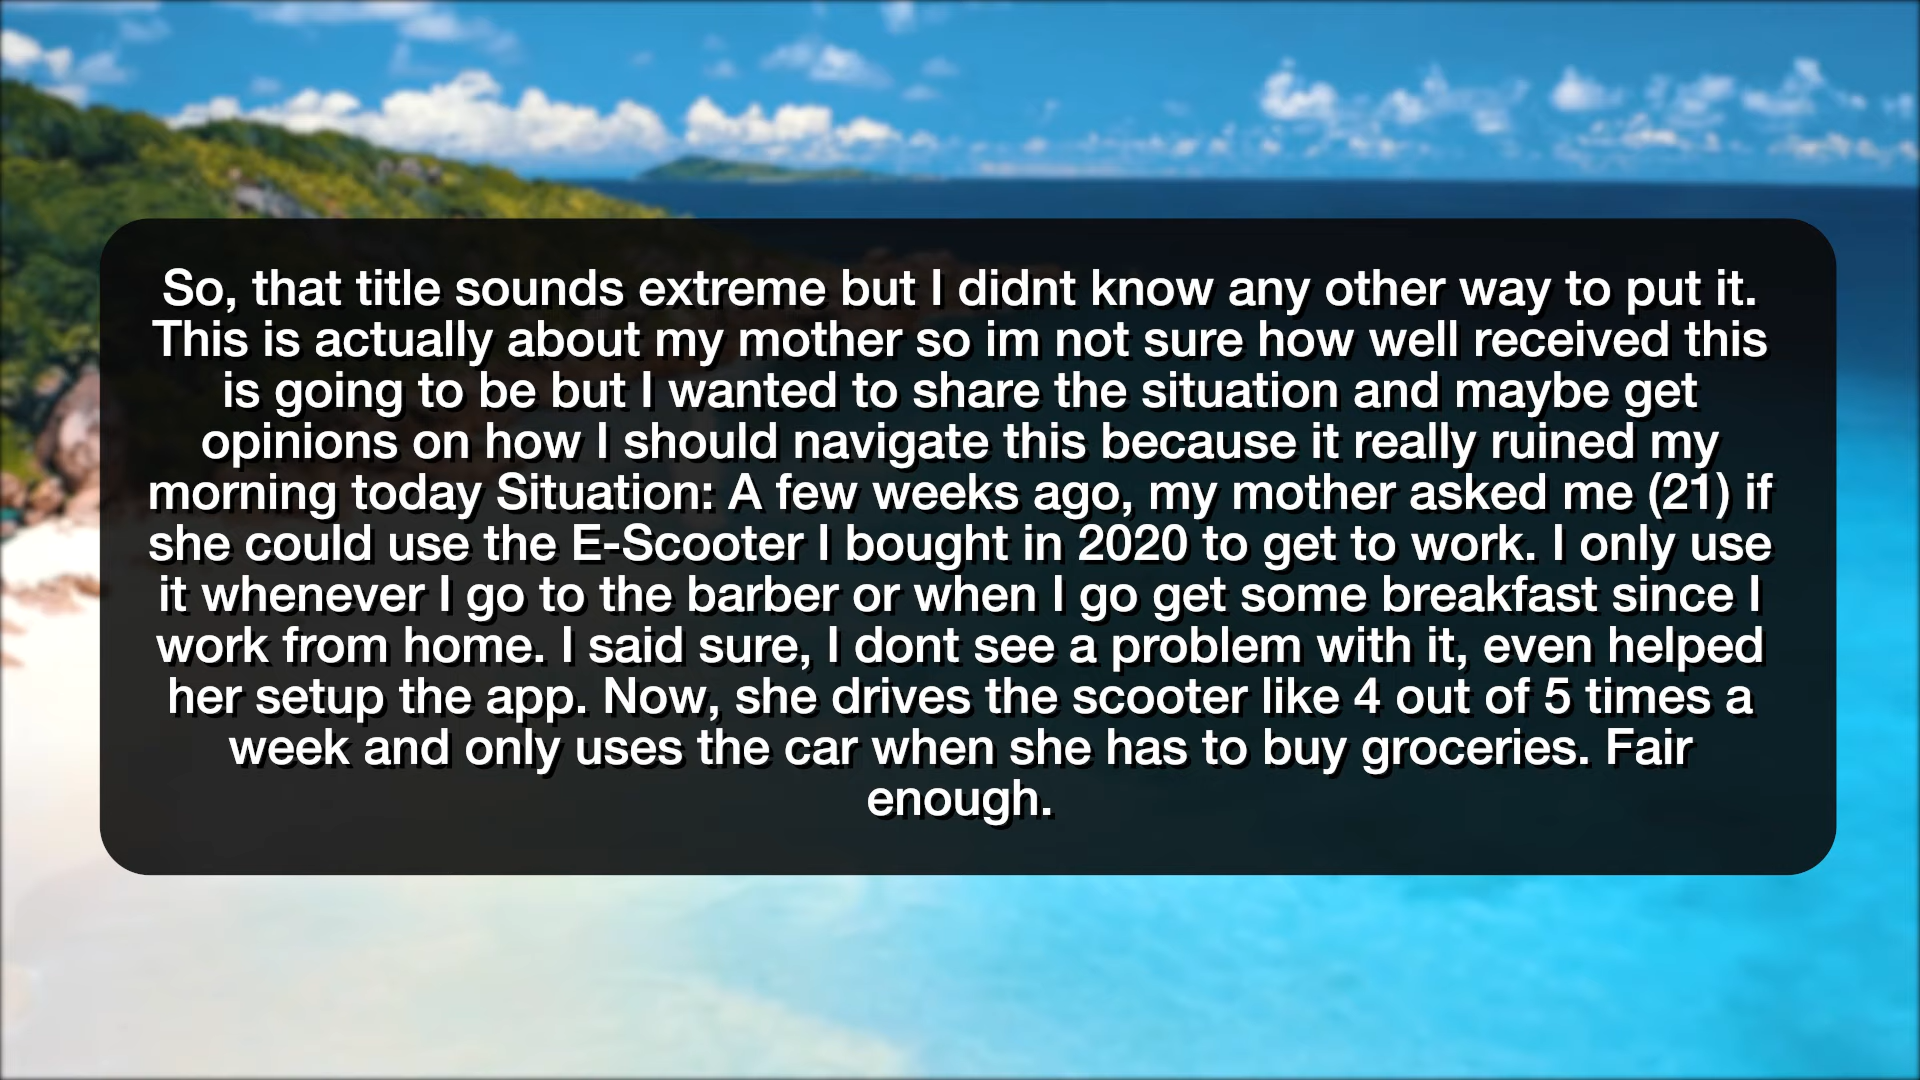 So, that title sounds extreme but I didnt know any other way to put it.
This is actually about my mother so im not sure how well received this
is going to be but I wanted to share the situation and maybe get
opinions on how I should navigate this because it really ruined my
morning today Situation: A few weeks ago, my mother asked me (21) if
she could use the E-Scooter I bought in 2020 to get to work. I only use
it whenever I go to the barber or when I go get some breakfast since I
work from home. I said sure, I dont see a problem with it, even helped
her setup the app. Now, she drives the scooter like 4 out of 5 times a
week and only uses the car when she has to buy groceries. Fair
enough.